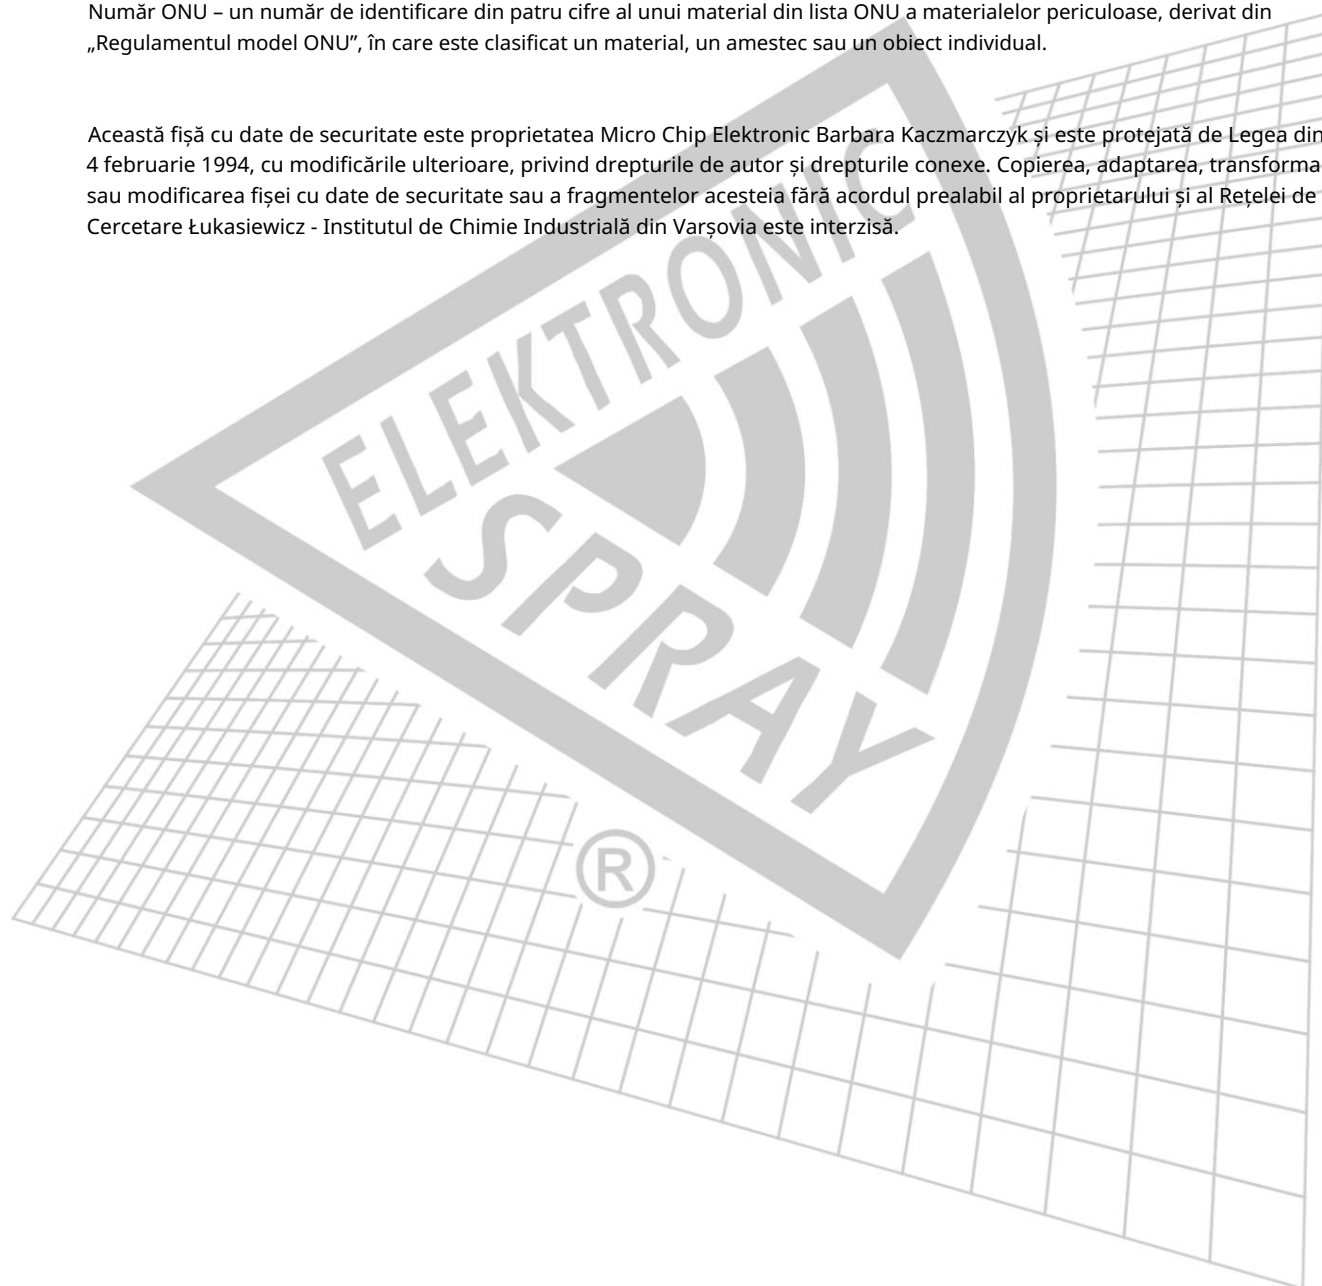 Număr ONU – un număr de identificare din patru cifre al unui material din lista ONU a materialelor periculoase, derivat din
„Regulamentul model ONU”, în care este clasificat un material, un amestec sau un obiect individual.
Această fișă cu date de securitate este proprietatea Micro Chip Elektronic Barbara Kaczmarczyk și este protejată de Legea din
4 februarie 1994, cu modificările ulterioare, privind drepturile de autor și drepturile conexe. Copierea, adaptarea, transforma
sau modificarea fișei cu date de securitate sau a fragmentelor acesteia fără acordul prealabil al proprietarului și al Rețelei de
Cercetare Łukasiewicz - Institutul de Chimie Industrială din Varșovia este interzisă.
ELEKTRONIC
SPRAY
®